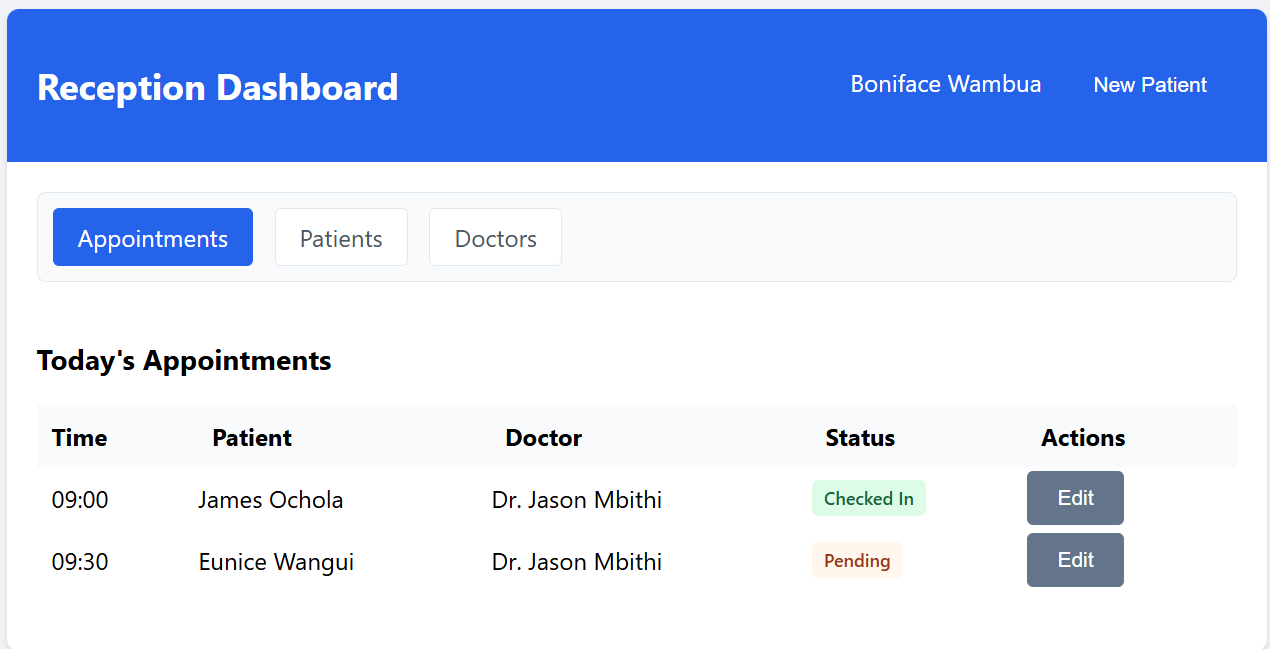 Reception Dashboard Boniface Wambua New Patient
Appointments Patients Doctors
Today's Appointments
Time Patient Doctor Status Actions
09:00 James Ochola Dr. Jason Mbithi Checked In Edit
09:30 Eunice Wangui Dr. Jason Mbithi Pending Edit